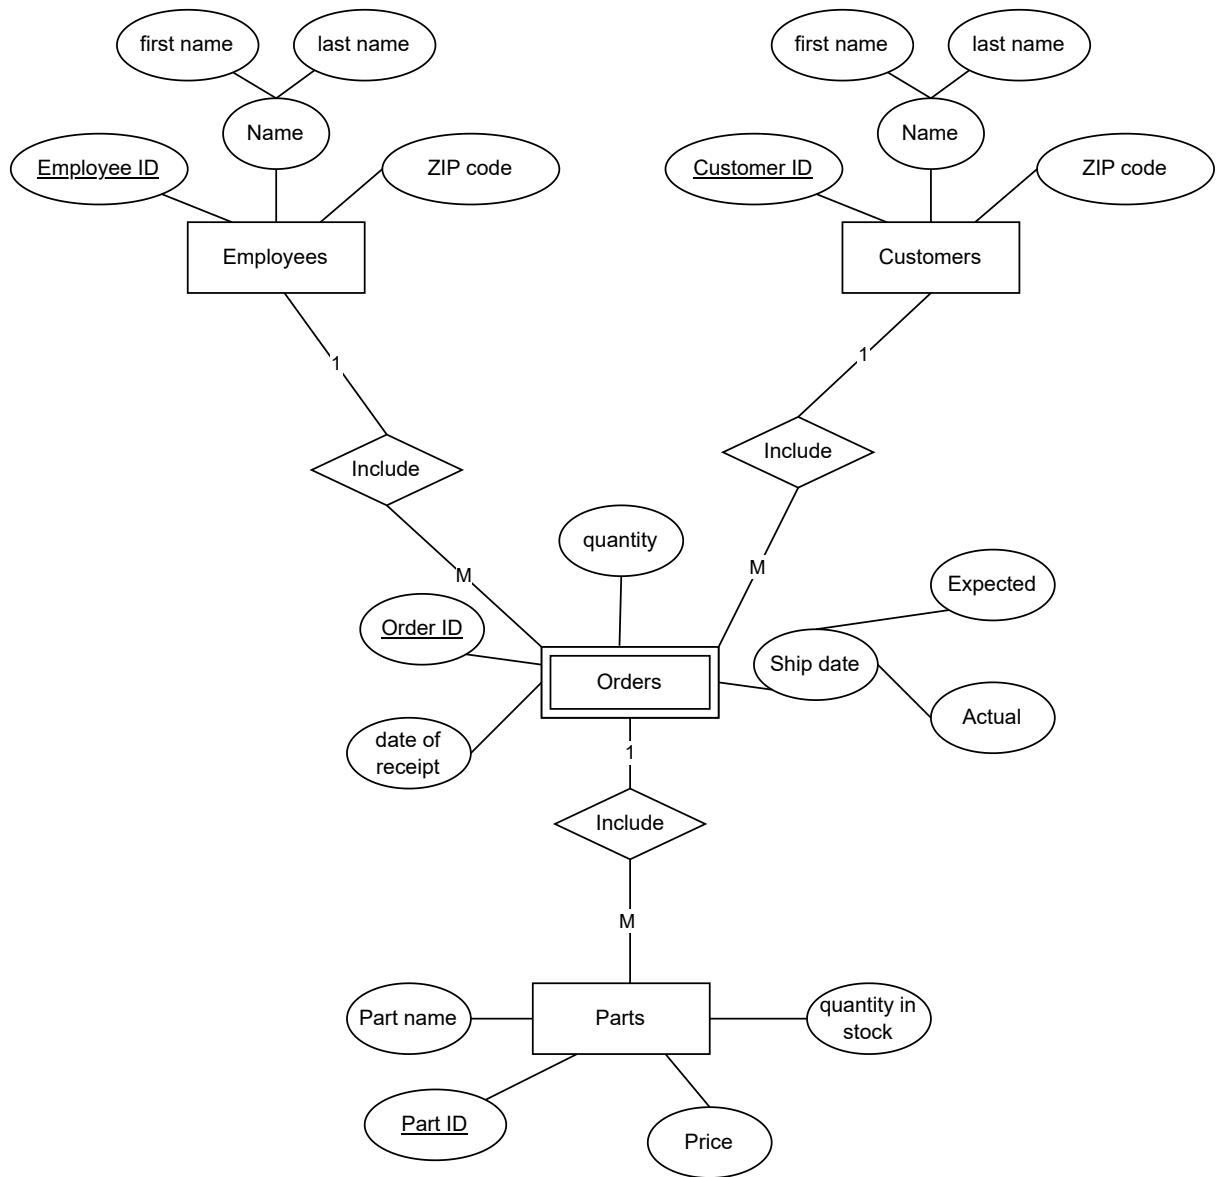 first name
last name
first name
last name
Name
Name
Employee ID
ZIP code
Customer ID
ZIP code
Employees
Customers
1
1
Include
Include
quantity
M
M
Expected
Order ID
Ship date
Orders
Actual
date of
receipt
1
Include
M
Part name
Parts
quantity in
stock
Part ID
Price